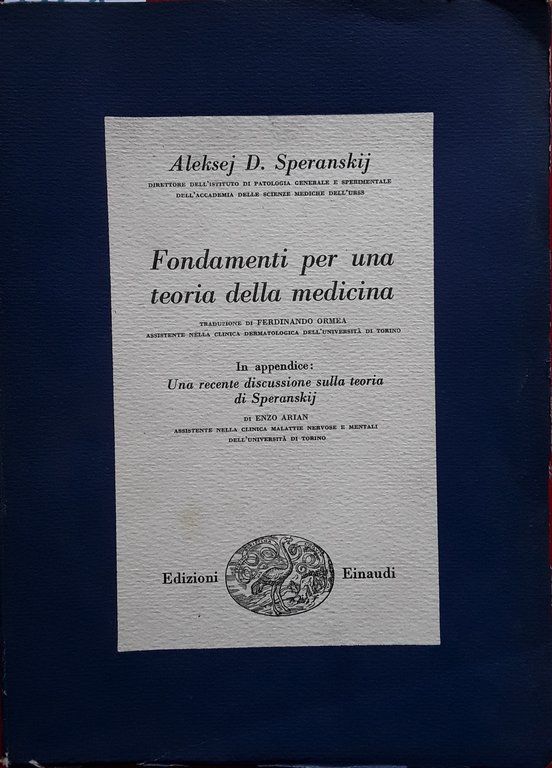 Aleksej D. Speranskij
DIRETTORE DELL'ISTITUTO DI PATOLOGIA GENERALE E SPERIMENTALE
DELL'ACCADEMIA DELLE SCIENZE MEDICHE DELL'URSS
Fondamenti per una
teoria della medicina
TRADUZIONE DI FERDINANDO ORMEA
ASSISTENTE NELLA CLINICA DERMATOLOGICA DELL'UNIVERSITÀ DI TORINO
In appendice:
Una recente discussione sulla teoria
di Speranskij
DI ENZO ARIAN
ASSISTENTE NELLA CLINICA MALATTIE NERVOSE E MENTALI
DELL'UNIVERSITÀ DI TORINO
Edizioni Einaudi